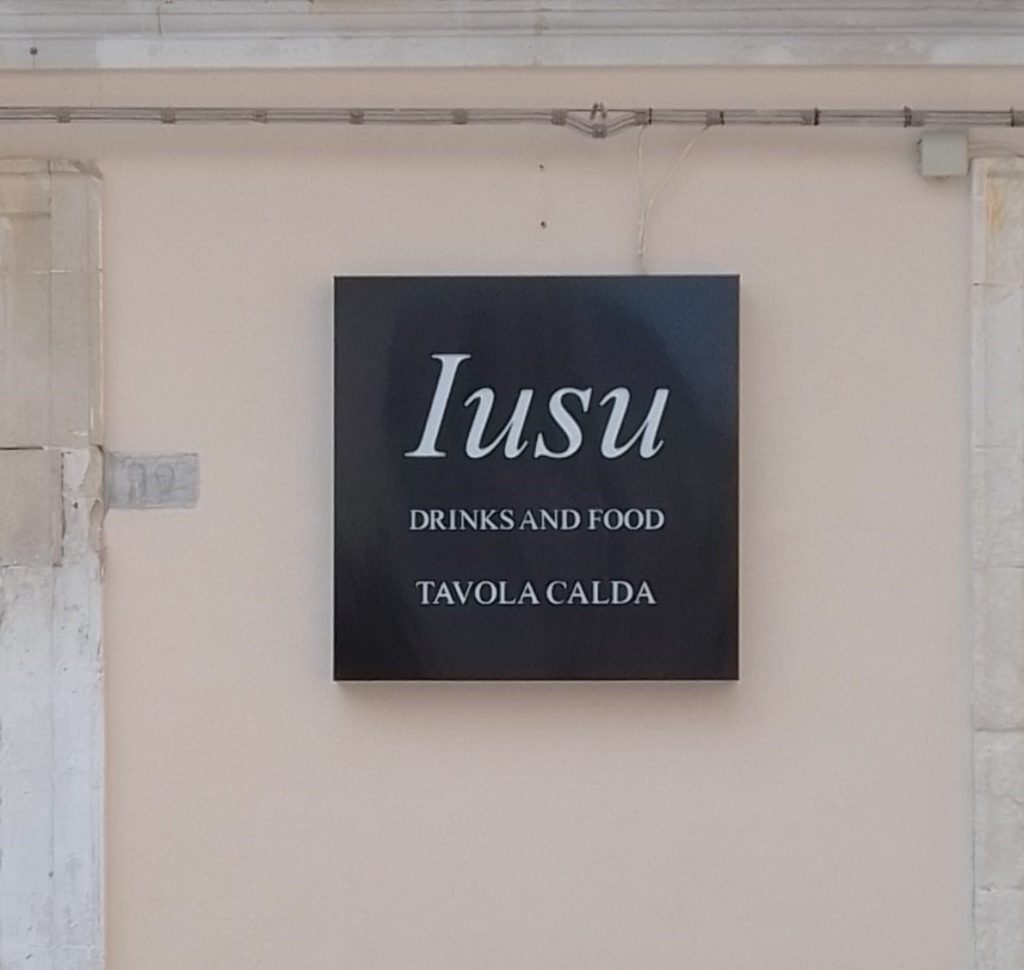 Iusu
DRINKS AND FOOD
TAVOLA CALDA